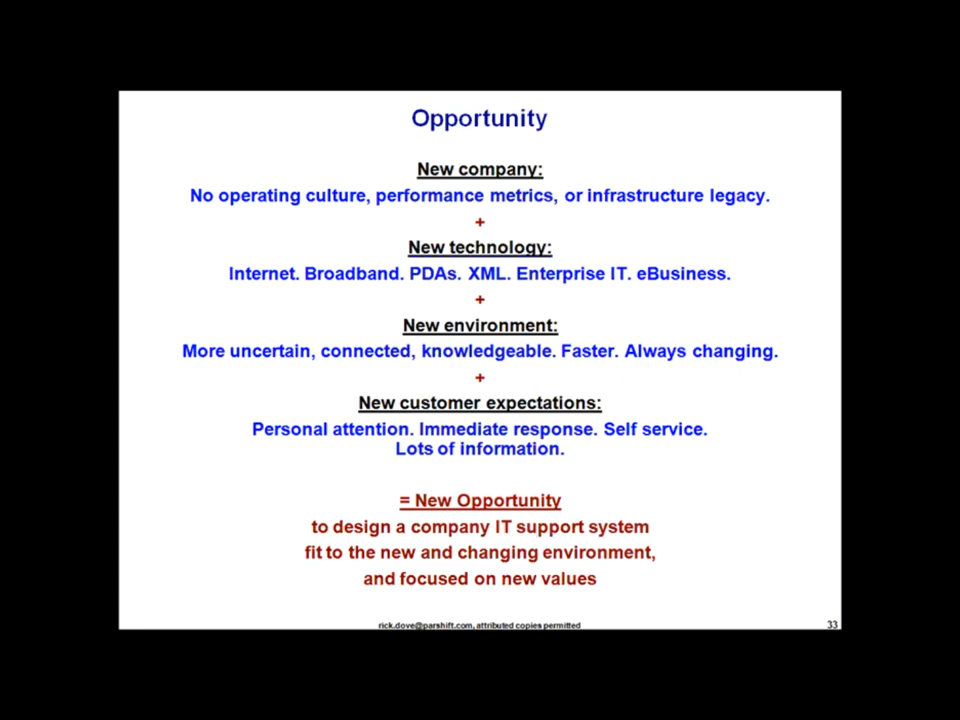 Opportunity
New company:
No operating culture, performance metrics, or infrastructure legacy.
+
New technology:
Internet. Broadband. PDAs. XML. Enterprise IT. eBusiness.
+
New environment:
More uncertain, connected, knowledgeable. Faster. Always changing.
+
New customer expectations:
Personal attention. Immediate response. Self service.
Lots of information.
= New Opportunity
to design a company IT support system
fit to the new and changing environment,
and focused on new values
rick.dove@parshift.com, attributed copies permitted
33